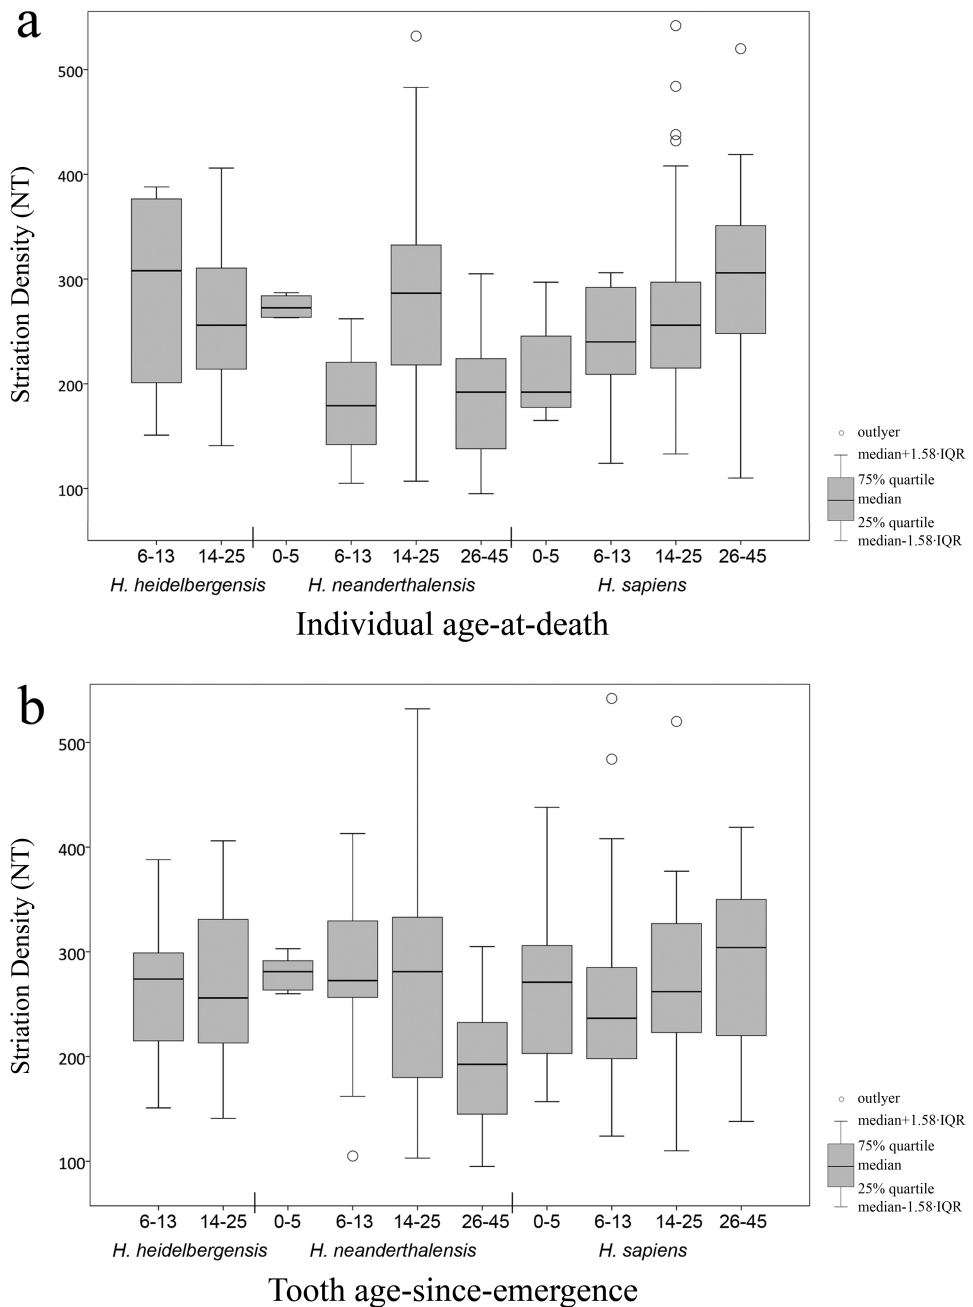 a
500
400
300
200
100
Striation Density (NT)
outlyer
median+1.58·IQR
75% quartile
median
25% quartile
median-1.58·IQR
6-13 14-25 0-5 6-13 14-25 26-45 0-5 6-13 14-25 26-45
H. heidelbergensis H. neanderthalensis H. sapiens
Individual age-at-death
b
500
400
300
200
100
Striation Density (NT)
outlyer
median+1.58·IQR
75% quartile
median
25% quartile
median-1.58·IQR
6-13 14-25 0-5 6-13 14-25 26-45 0-5 6-13 14-25 26-45
H. heidelbergensis H. neanderthalensis H. sapiens
Tooth age-since-emergence